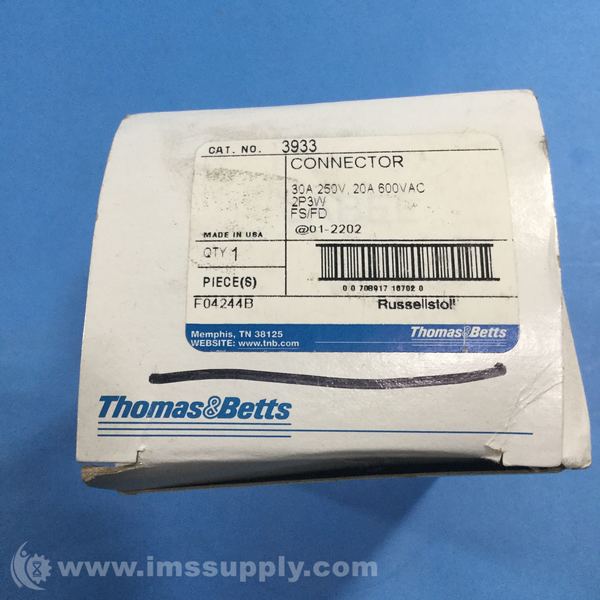 CAT. NO. 3933
CONNECTOR
30A 250V, 20A 600VAC
2P3W
FS/FD
@01-2202
MADE IN USA
QTY 1
PIECE(S)
0 0 708917 10702 0
F04244B
Russellstoll
Memphis, TN 38125
WEBSITE: www.tnb.com
Thomas&Betts
Thomas&Betts
www.imssupply.com